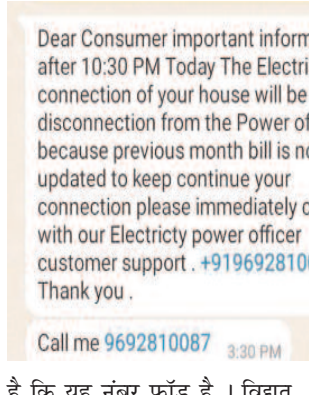 Dear Consumer important inform
after 10:30 PM Today The Electri
connection of your house will be
disconnection from the Power of
because previous month bill is no
updated to keep continue your
connection please immediately c
with our Electricty power officer
customer support . +919692810
Thank you .
Call me 9692810087 3:30 PM
है कि यह नंबर फ्रॉड है । विद्युत